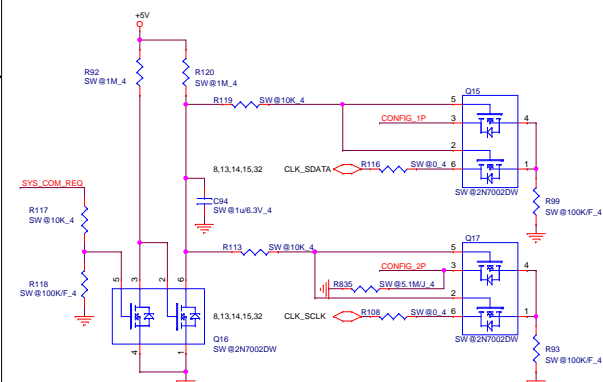 +5V
R92
SW@1M_4
R120
SW@1M_4
R119
SW@10K_4
Q15
5
CONFIG_1P
3
4
2
8,13,14,15,32
CLK_SDATA
R116
SW@0_4
6
1
SW@2N7002DW
SYS_COM_REQ
C94
SW@1u/6.3V_4
R99
SW@100K/F_4
R117
SW@10K_4
R113
SW@10K_4
Q17
5
CONFIG_2P
3
4
R118
SW@100K/F_4
5
3
2
6
R835
SW@5.1M/J_4
2
8,13,14,15,32
CLK_SCLK
R108
SW@0_4
6
1
Q16
SW@2N7002DW
SW@2N7002DW
4
1
R93
SW@100K/F_4